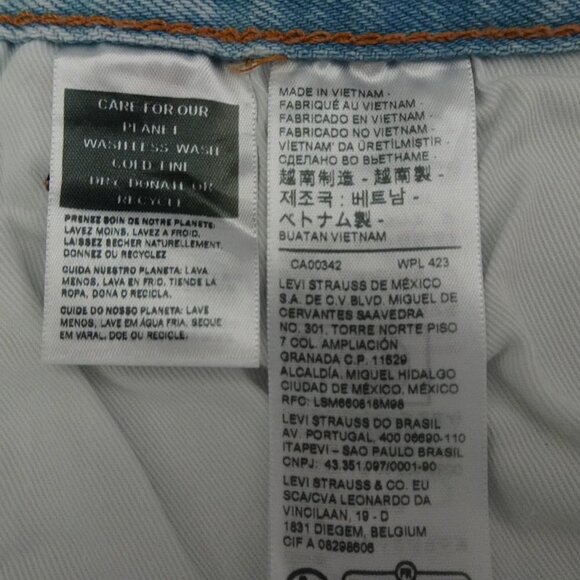 CARE FOR OUR
PLANET
WASH LESS WASH
COLD LINE
DRY DONATE OR
RECYCLE
PRENEZ SOIN DE NOTRE PLANETE:
LAVEZ MOINS, LAVEZ A FROID,
LAISSEZ SECHER NATURELLEMENT,
DONNEZ OU RECYCLEZ
CUIDA NUESTRO PLANETA: LAVA
MENOS, LAVA EN FRIO, TIENDE LA
ROPA, DONA O RECICLA.
CUIDE DO NOSSO PLANETA: LAVE
MENOS, LAVE EM ÁGUA FRIA, SEQUE
EM VARAL, DOE OU RECICLE.
MADE IN VIETNAM -
FABRIQUÉ AU VIETNAM -
FABRICADO EN VIETNAM -
FABRICADO NO VIETNAM -
VIETNAM' DA ÜRETİLMİŞTİR -
СДЕЛАНО ВО ВЬЕТНАМЕ -
越南制造 - 越南製 -
제조국 : 베트남 -
ベトナム製 -
BUATAN VIETNAM
CA00342 WPL 423
LEVI STRAUSS DE MÉXICO
S.A. DE C.V BLVD. MIGUEL DE
CERVANTES SAAVEDRA
NO. 301, TORRE NORTE PISO
7 COL. AMPLIACIÓN
GRANADA C.P. 11529
ALCALDÍA. MIGUEL HIDALGO
CIUDAD DE MÉXICO, MÉXICO
RFC: LSM660618M98
LEVI STRAUSS DO BRASIL
AV. PORTUGAL, 400 06690-110
ITAPEVI – SAO PAULO BRASIL
CNPJ: 43.351.097/0001-90
LEVI STRAUSS & CO. EU
SCA/CVA LEONARDO DA
VINCILAAN, 19 - D
1831 DIEGEM, BELGIUM
CIF A 08298606
FR